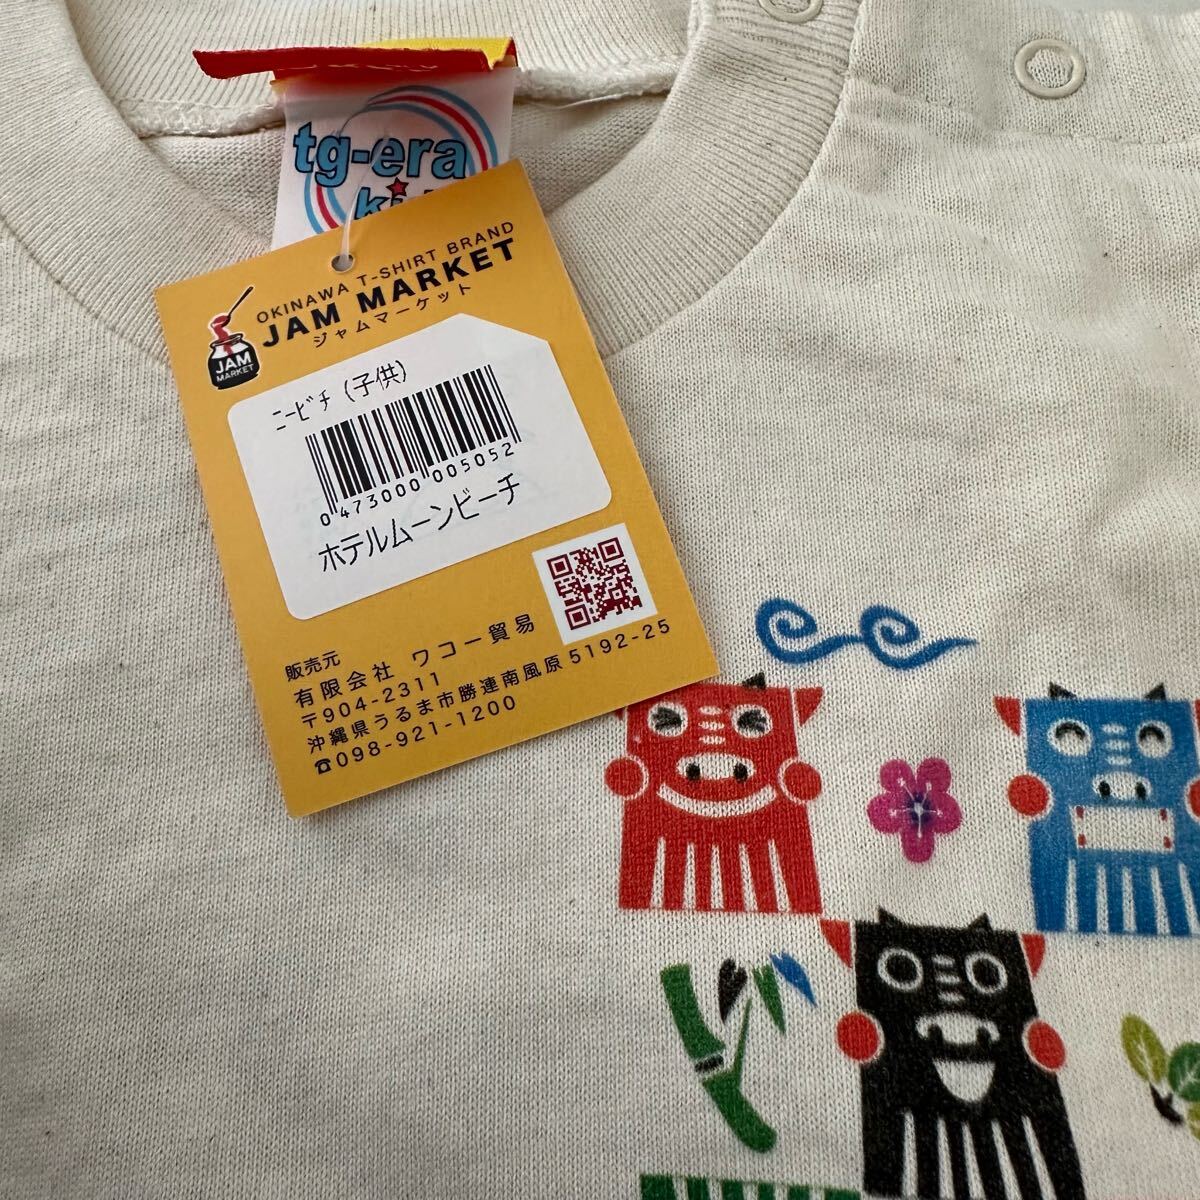 tg-era
OKINAWA T-SHIRT BRAND
JAM MARKET
ジャムマーケット
JAM
MARKET
ﾆｰﾋﾞﾁ (子供)
0 473000 005052
ホテルムーンビーチ
販売元
有限会社 ワコー貿易
〒904-2311
沖縄県うるま市勝連南風原5192-25
☎098-921-1200